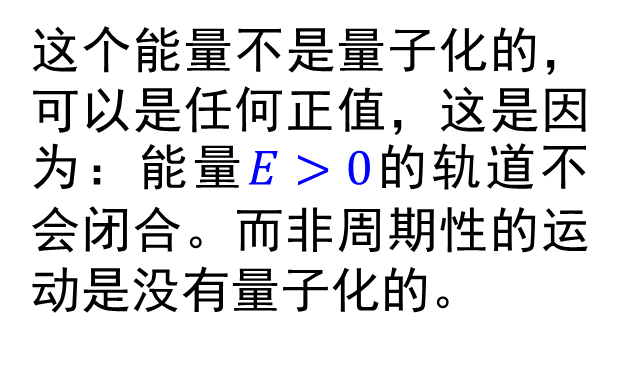 这个能量不是量子化的，
可以是任何正值，这是因
为：能量E > 0的轨道不
会闭合。而非周期性的运
动是没有量子化的。